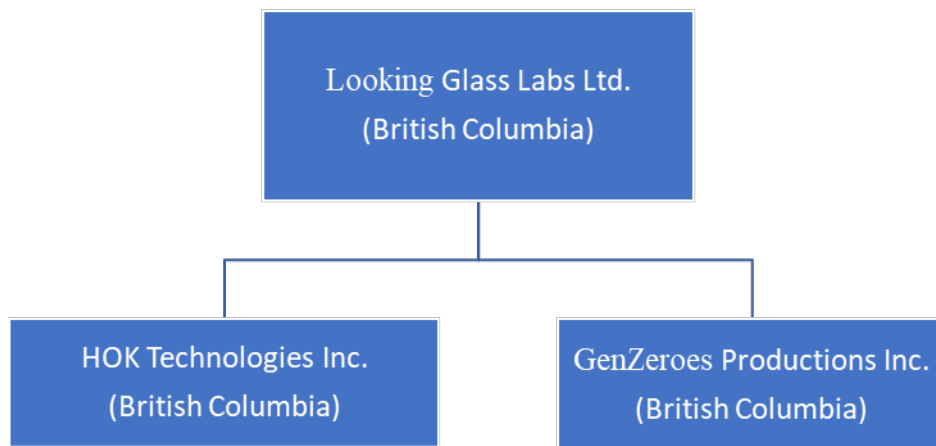 Looking Glass Labs Ltd.
(British Columbia)
HOK Technologies Inc.
(British Columbia)
GenZeroes Productions Inc.
(British Columbia)